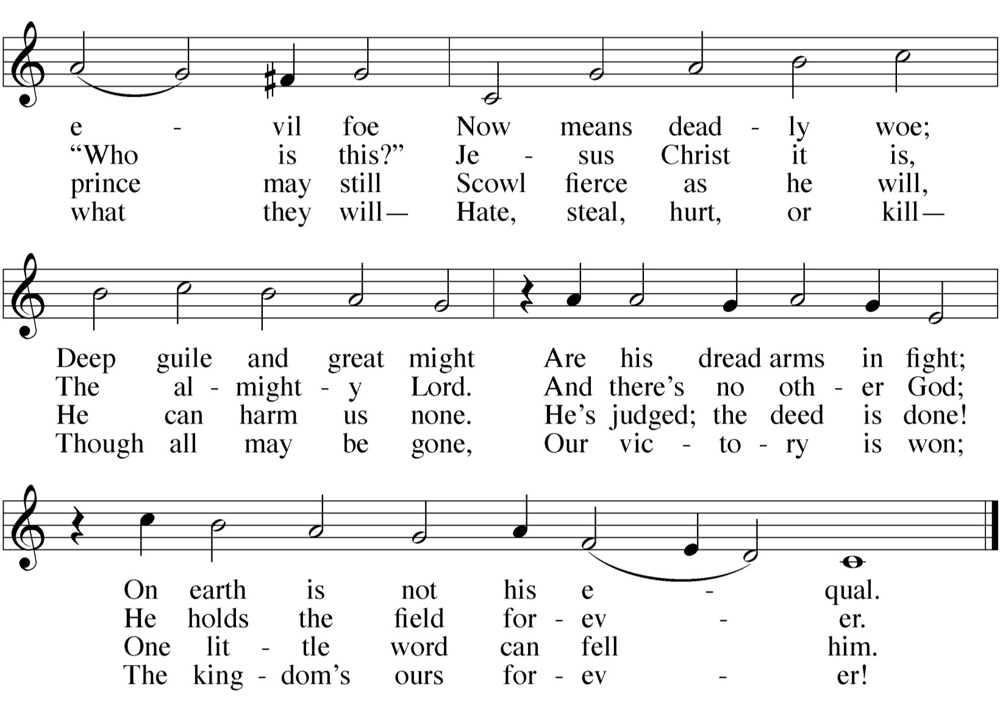 e - vil foe Now means dead - ly woe;
“Who is this?” Je - sus Christ it is,
prince may still Scowl fierce as he will,
what they will— Hate, steal, hurt, or kill—
Deep guile and great might Are his dread arms in fight;
The al - might - y Lord. And there’s no oth - er God;
He can harm us none. He’s judged; the deed is done!
Though all may be gone, Our vic - to - ry is won;
On earth is not his e - qual.
He holds the field for - ev - er.
One lit - tle word can fell him.
The king - dom’s ours for - ev - er!